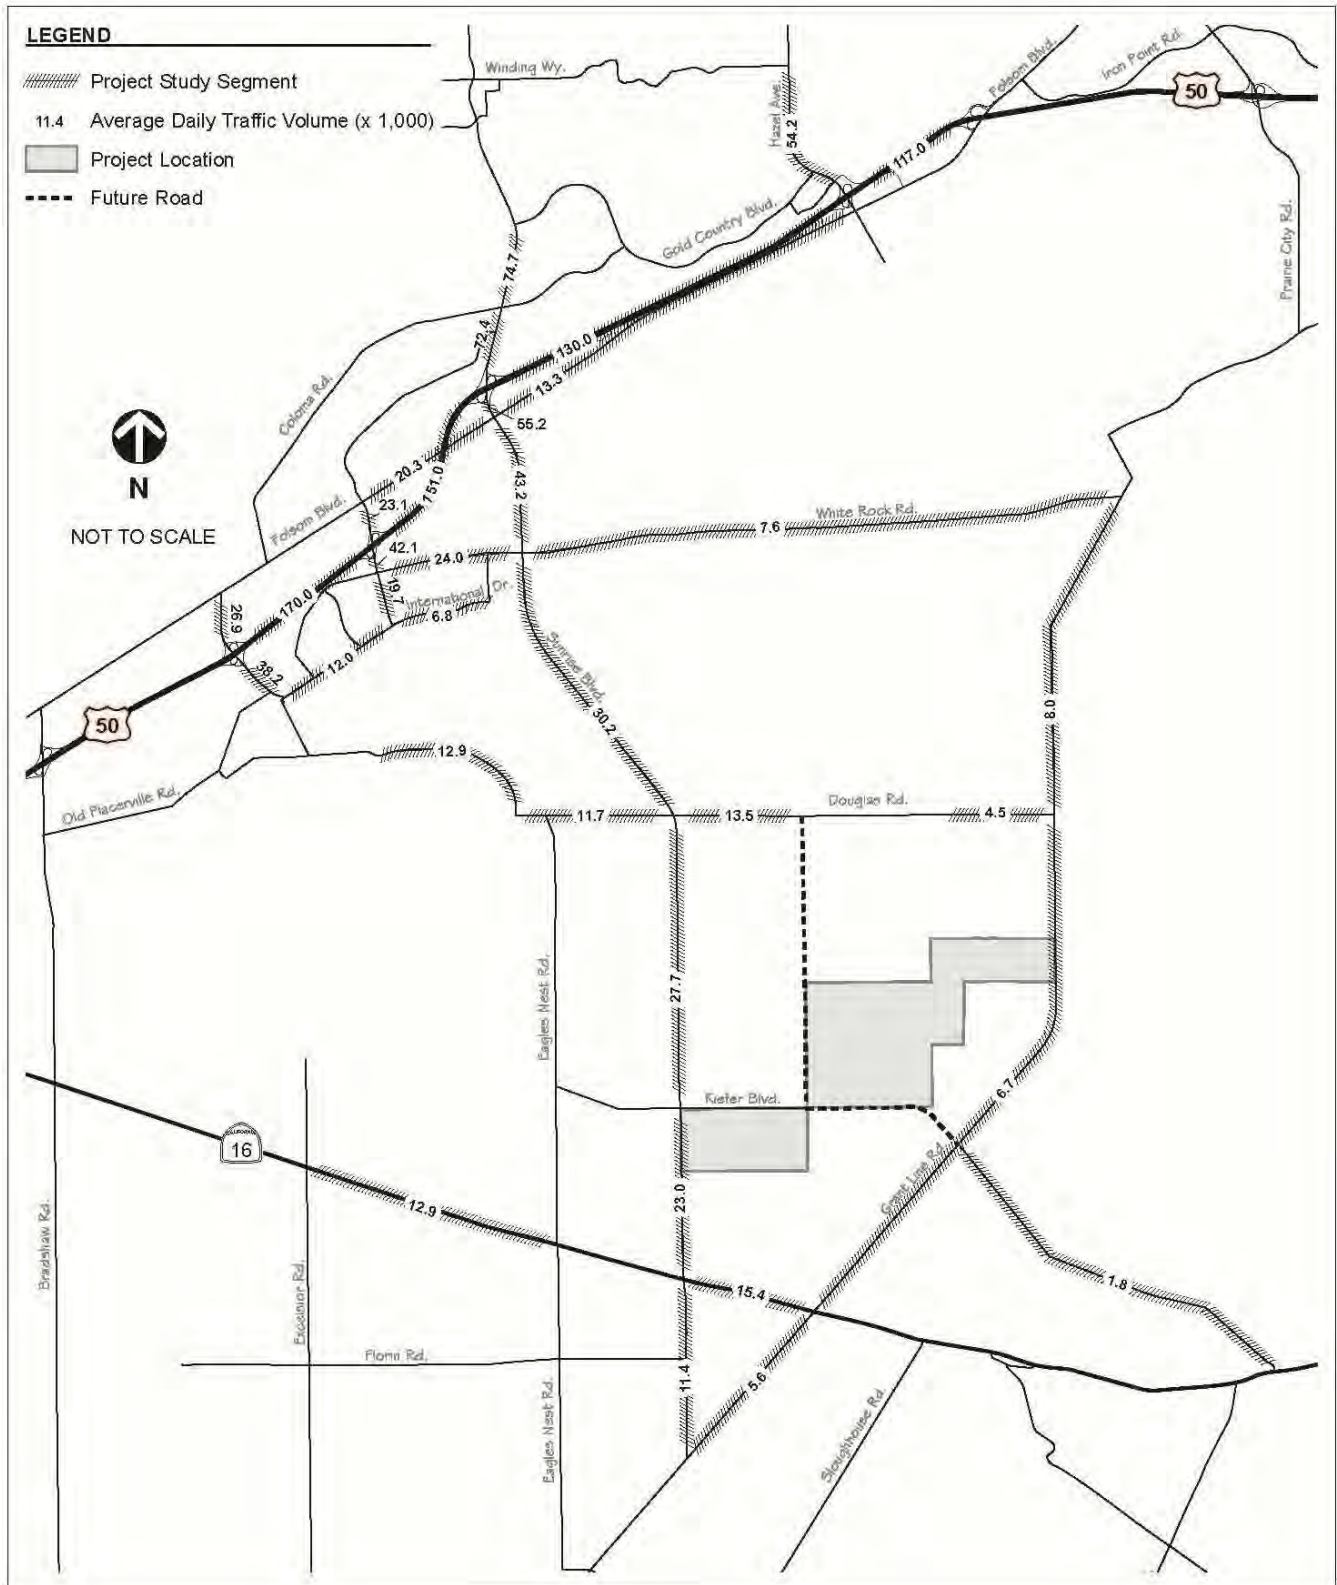 LEGEND
Project Study Segment
11.4 Average Daily Traffic Volume (x 1,000)
Project Location
Future Road
N
NOT TO SCALE
Winding Wy.
Hazel Ave.
54.2
Folsom Blvd.
Iron Point Rd.
50
117.0
Gold Country Blvd.
Prairie City Rd.
74.7
72.4
130.0
13.3
Coloma Rd.
55.2
20.3
151.0
43.2
Folsom Blvd.
23.1
White Rock Rd.
7.6
42.1
24.0
19.7
International Dr.
6.8
170.0
26.9
38.2
12.0
Sunrise Blvd.
30.2
8.0
50
12.9
Old Placerville Rd.
Douglas Rd.
11.7
13.5
4.5
Eagles Nest Rd.
27.7
Kiefer Blvd.
6.7
CALIFORNIA
16
Grant Line Rd.
23.0
12.9
Bradshaw Rd.
Excelsior Rd.
15.4
1.8
Florin Rd.
11.4
5.6
Eagles Nest Rd.
Sloughhouse Rd.